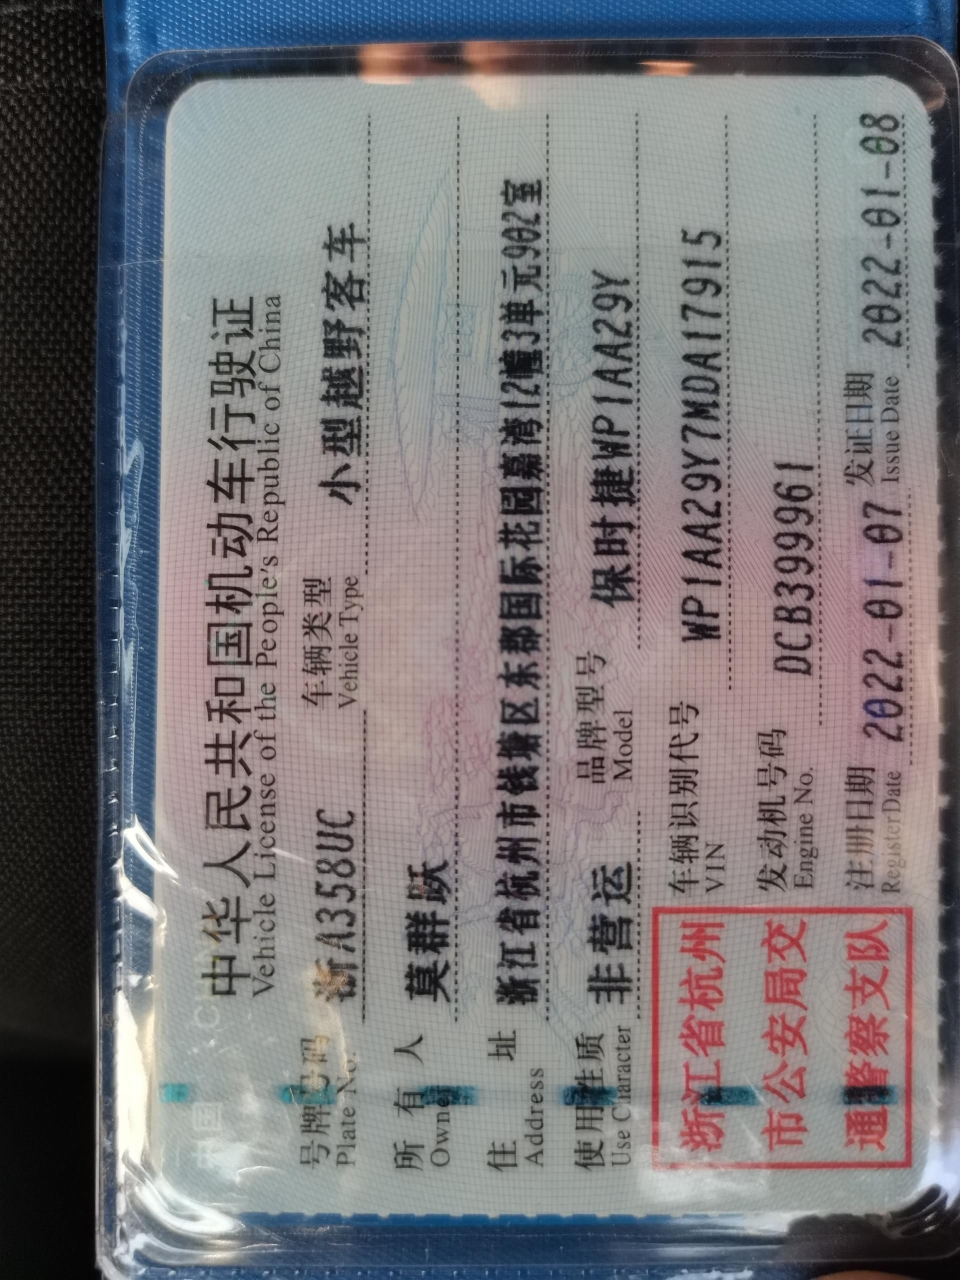 中华人民共和国机动车行驶证
Vehicle License of the People's Republic of China
号牌号码 浙A358UC 车辆类型 小型越野客车
Plate No. Vehicle Type
所有人 莫群跃
Owner
住址 浙江省杭州市钱塘区东郡国际花园嘉湾12幢3单元902室
Address
使用性质 非营运 品牌型号 保时捷WP1AA29Y
Use Character Model
浙江省杭州
市公安局交
通警察支队
车辆识别代号 WP1AA29Y7MDA17915
VIN
发动机号码 DCB399961
Engine No.
注册日期 2022-01-07 发证日期 2022-01-08
Register Date Issue Date